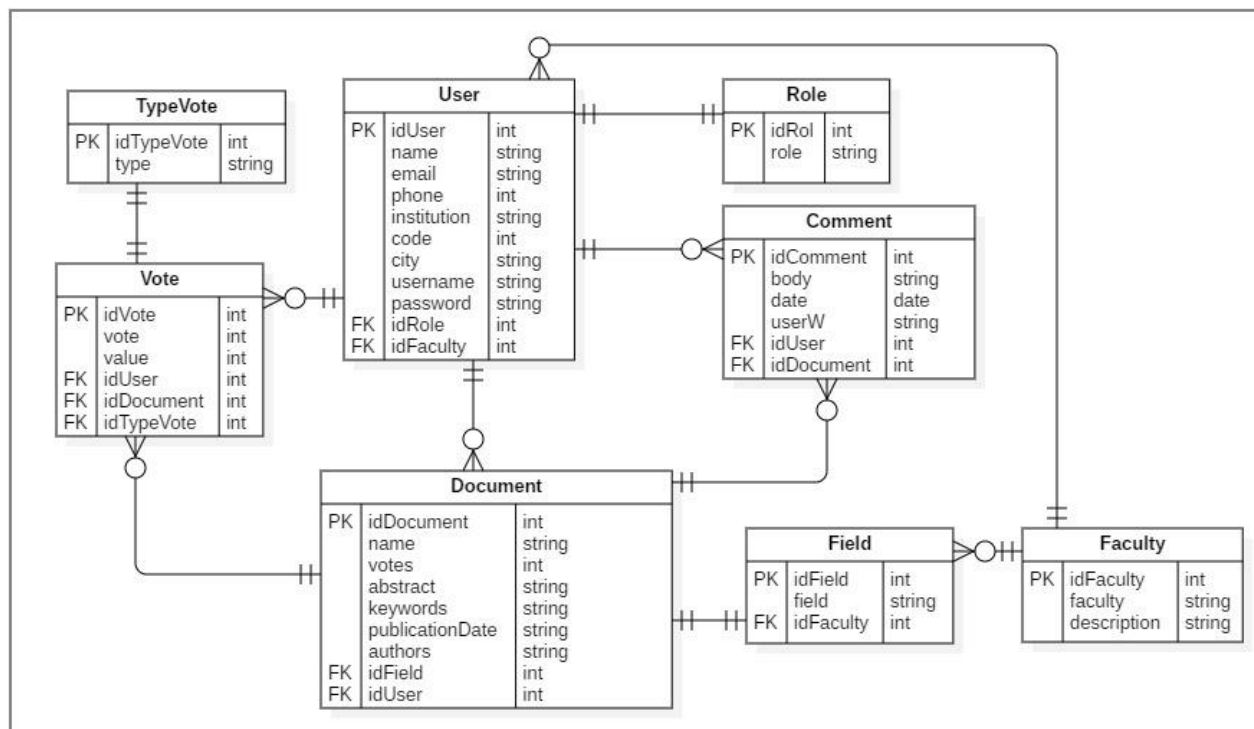 TypeVote
PK idTypeVote int
type string
User
PK idUser int
name string
email string
phone int
institution string
code int
city string
username string
password string
FK idRole int
FK idFaculty int
Role
PK idRol int
role string
Comment
PK idComment int
body string
date date
userW string
FK idUser int
FK idDocument int
Vote
PK idVote int
vote int
value int
FK idUser int
FK idDocument int
FK idTypeVote int
Document
PK idDocument int
name string
votes int
abstract string
keywords string
publicationDate string
authors string
FK idField int
FK idUser int
Field
PK idField int
field string
FK idFaculty int
Faculty
PK idFaculty int
faculty string
description string